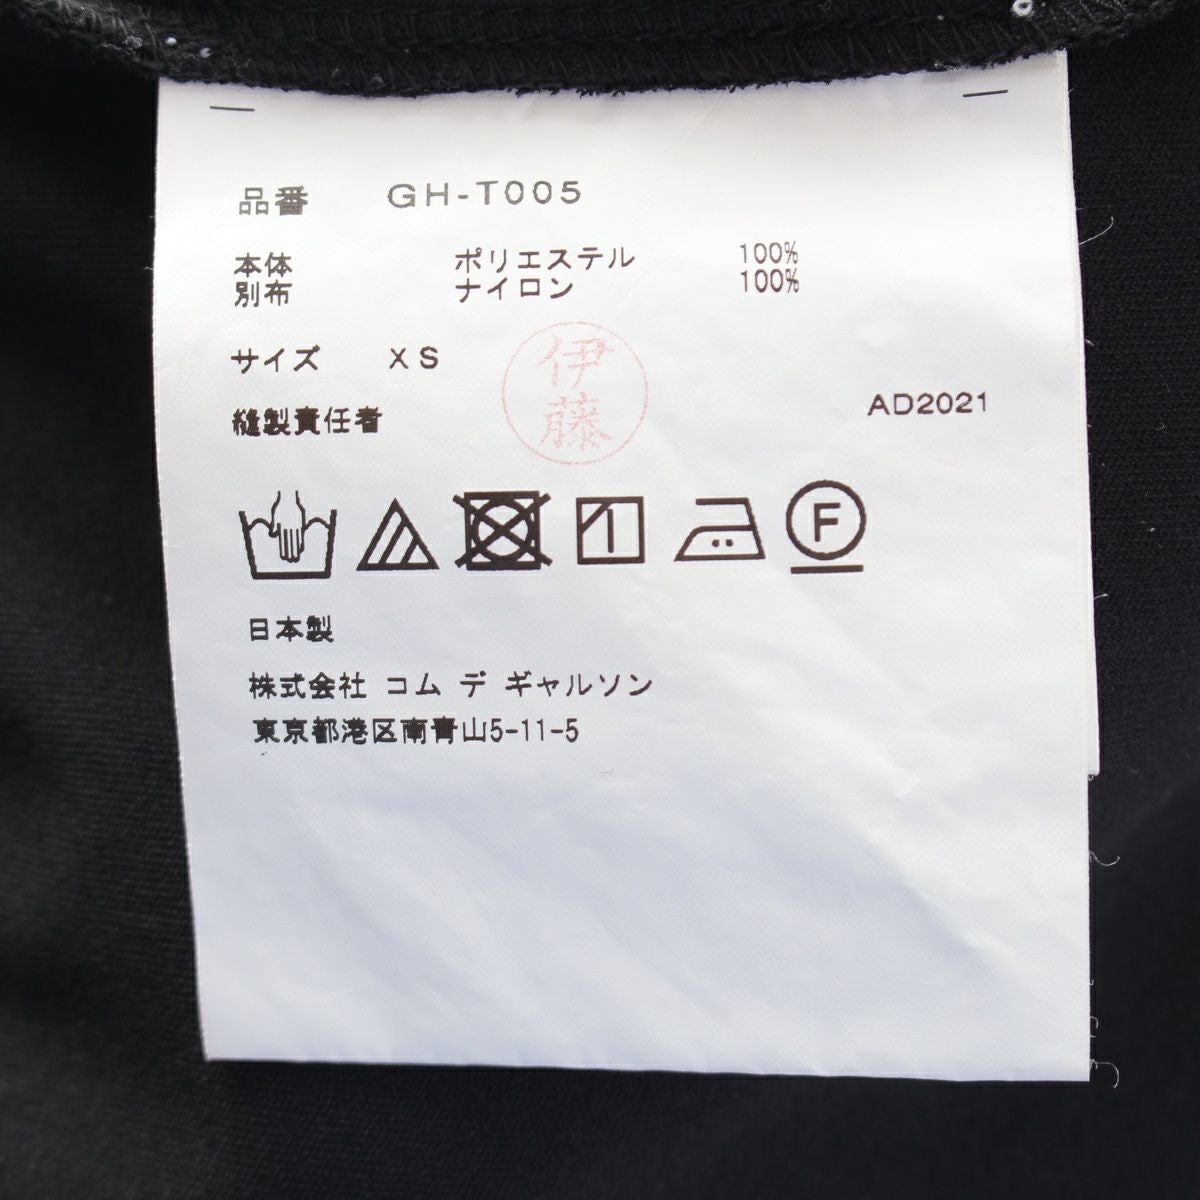 品番 GH-T005
本体 ポリエステル 100%
別布 ナイロン 100%
サイズ XS
伊藤
縫製責任者
AD2021
F
日本製
株式会社 コム デ ギャルソン
東京都港区南青山5-11-5